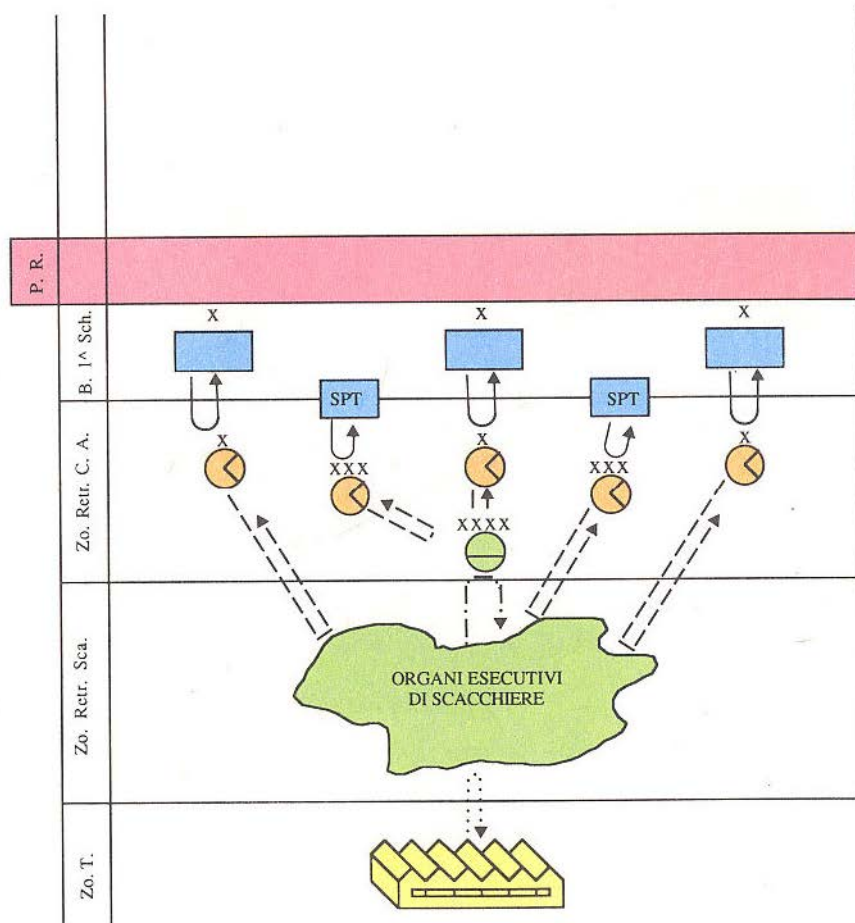 P. R.
B. 1^ Sch.
X
X
X
SPT
SPT
Zo. Retr. C. A.
X
XXX
X
XXX
X
XXXX
Zo. Retr. Sca.
ORGANI ESECUTIVI
DI SCACCHIERE
Zo. T.